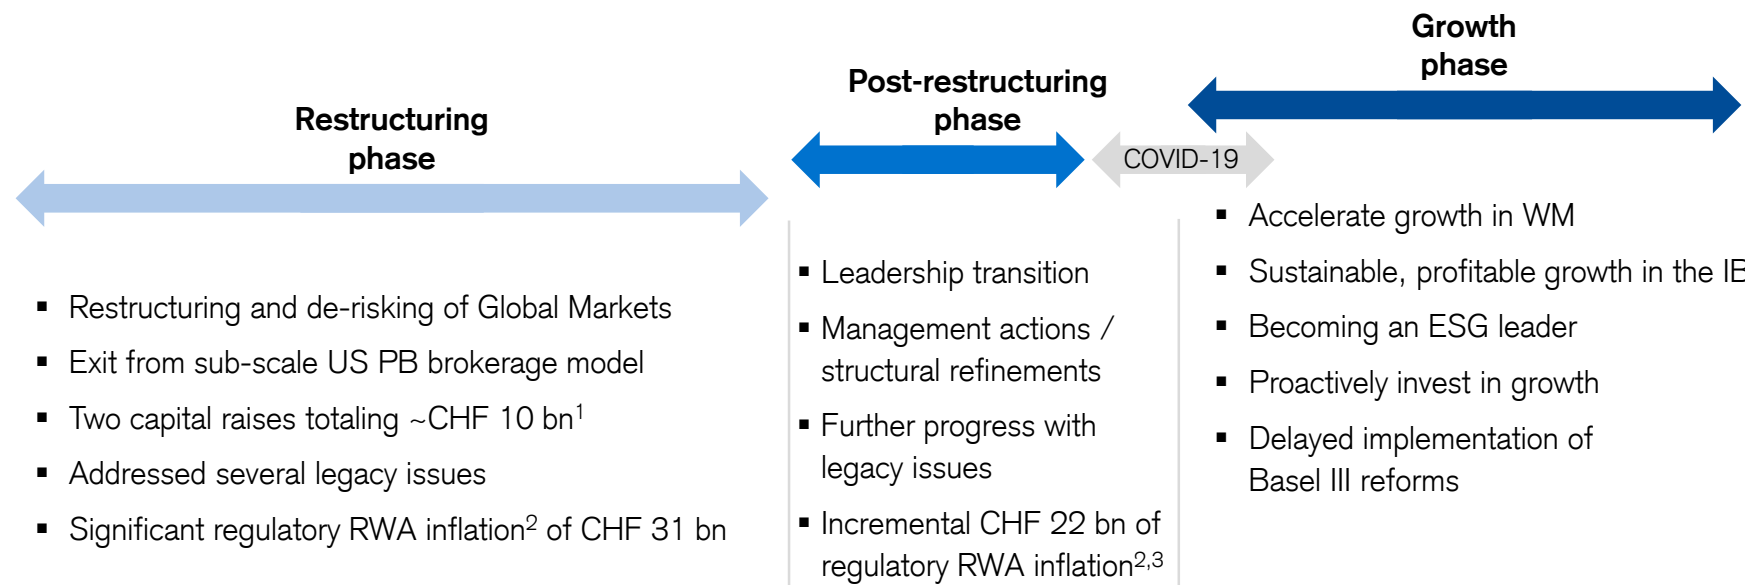 Restructuring
phase
▪ Restructuring and de-risking of Global Markets
▪ Exit from sub-scale US PB brokerage model
▪ Two capital raises totaling ~CHF 10 bn¹
▪ Addressed several legacy issues
▪ Significant regulatory RWA inflation² of CHF 31 bn
Post-restructuring
phase
▪ Leadership transition
▪ Management actions /
structural refinements
▪ Further progress with
legacy issues
▪ Incremental CHF 22 bn of
regulatory RWA inflation²,³
COVID-19
Growth
phase
▪ Accelerate growth in WM
▪ Sustainable, profitable growth in the IB
▪ Becoming an ESG leader
▪ Proactively invest in growth
▪ Delayed implementation of
Basel III reforms